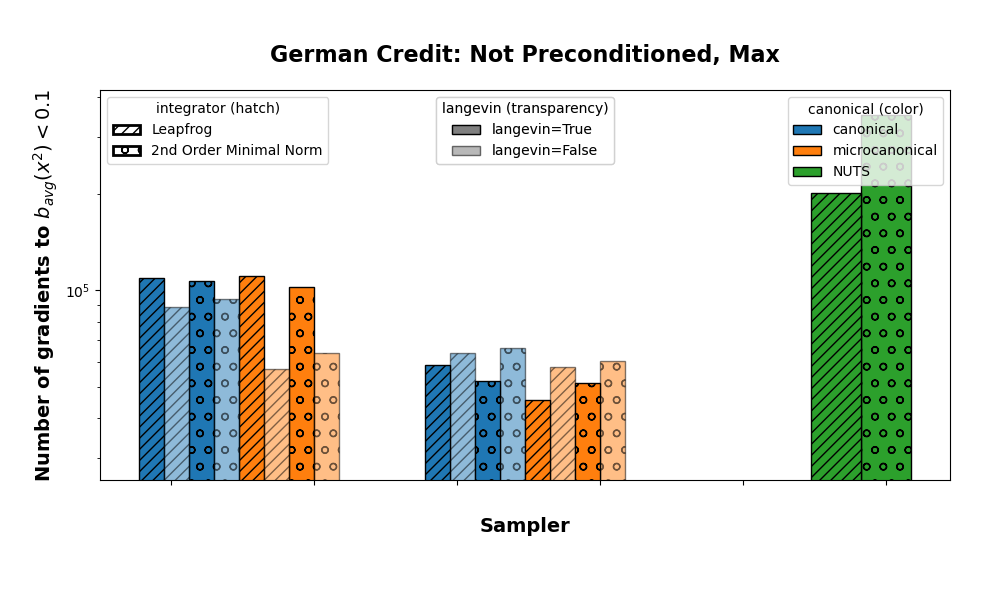 German Credit: Not Preconditioned, Max
Number of gradients to $b_{avg}(x^2) < 0.1$
integrator (hatch)
Leapfrog
2nd Order Minimal Norm
langevin (transparency)
langevin=True
langevin=False
canonical (color)
canonical
microcanonical
NUTS
10^5
Sampler